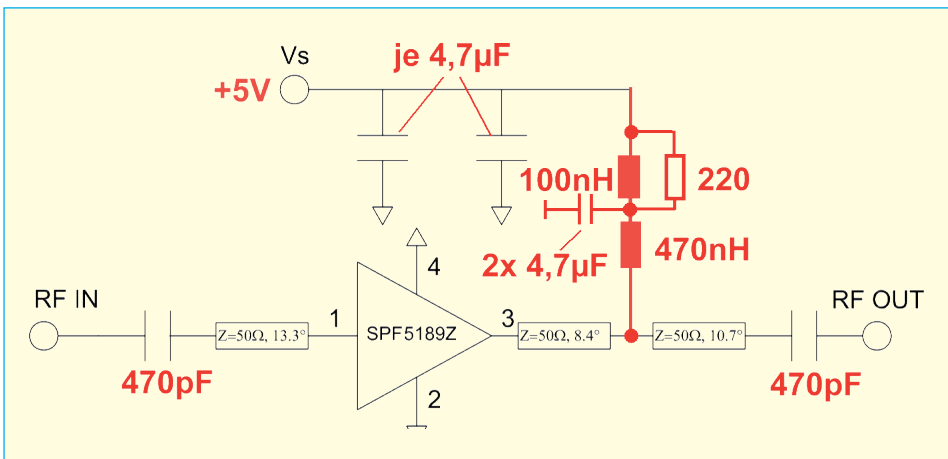 Vs
je 4,7µF
+5V
100nH
220
2x 4,7µF
470nH
4
RF IN
RF OUT
1
SPF5189Z
3
Z=50Ω, 13.3°
Z=50Ω, 8.4°
Z=50Ω, 10.7°
470pF
2
470pF